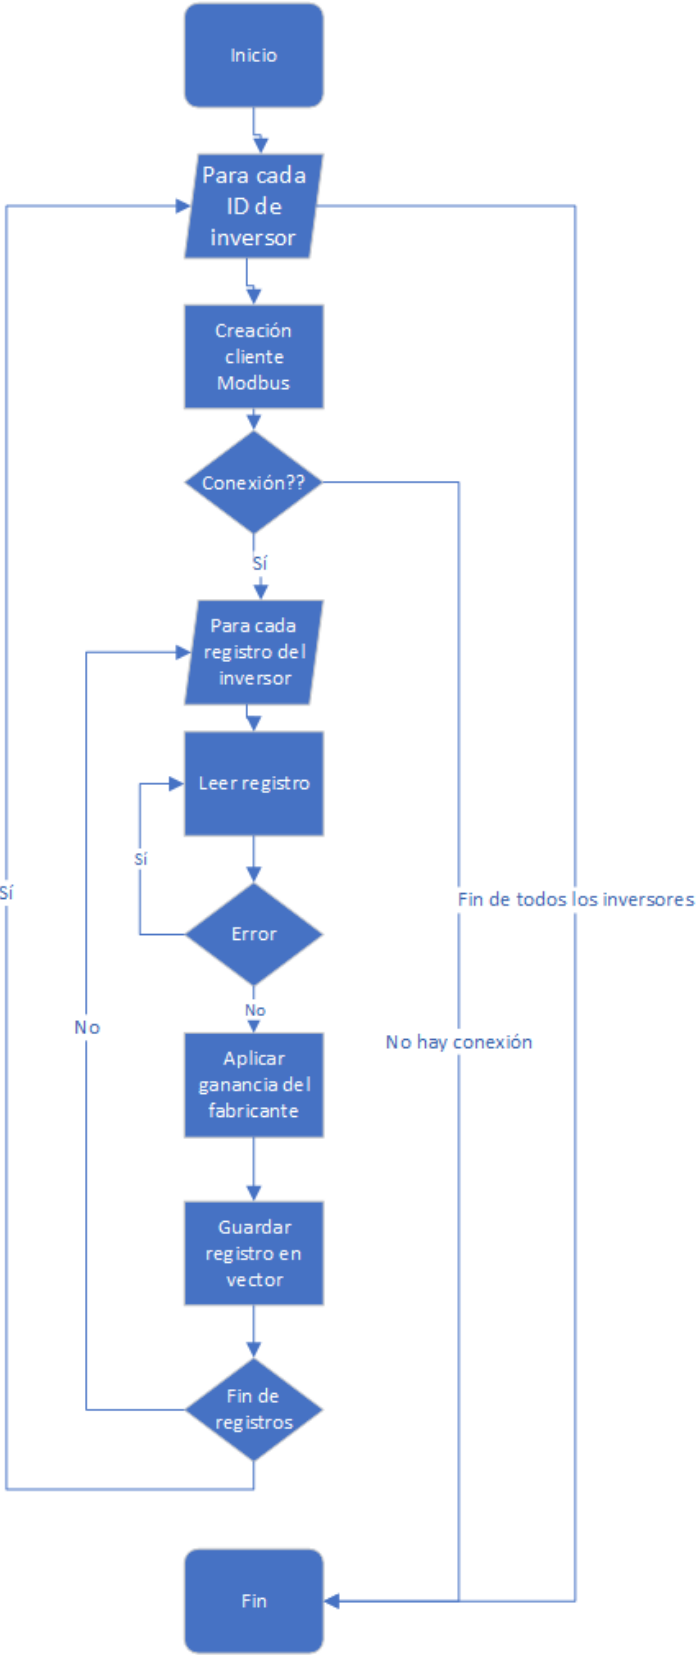 Inicio
Para cada
ID de
inversor
Creación
cliente
Modbus
Conexión??
Sí
Para cada
registro del
inversor
Leer registro
Sí
Sí
Fin de todos los inversores
Error
No
No
No hay conexión
Aplicar
ganancia del
fabricante
Guardar
registro en
vector
Fin de
registros
Fin